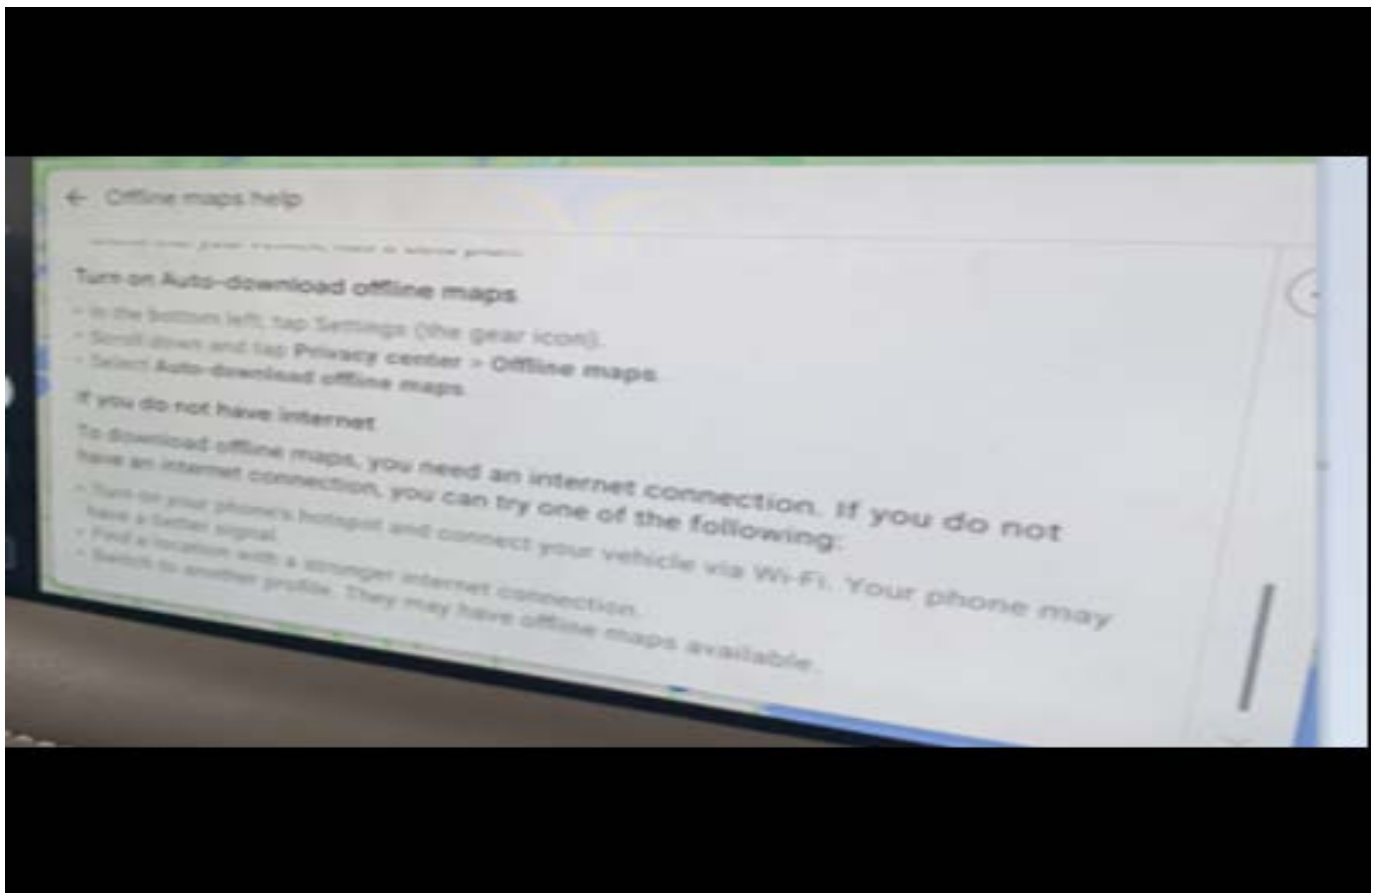 ← Offline maps help
Turn on Auto-download offline maps
• In the bottom left, tap Settings (the gear icon).
• Scroll down and tap Privacy center > Offline maps.
• Select Auto-download offline maps.
If you do not have internet
To download offline maps, you need an internet connection. If you do not
have an internet connection, you can try one of the following:
• Turn on your phone's hotspot and connect your vehicle via Wi-Fi. Your phone may
have a better signal.
• Find a location with a stronger internet connection.
• Switch to another profile. They may have offline maps available.